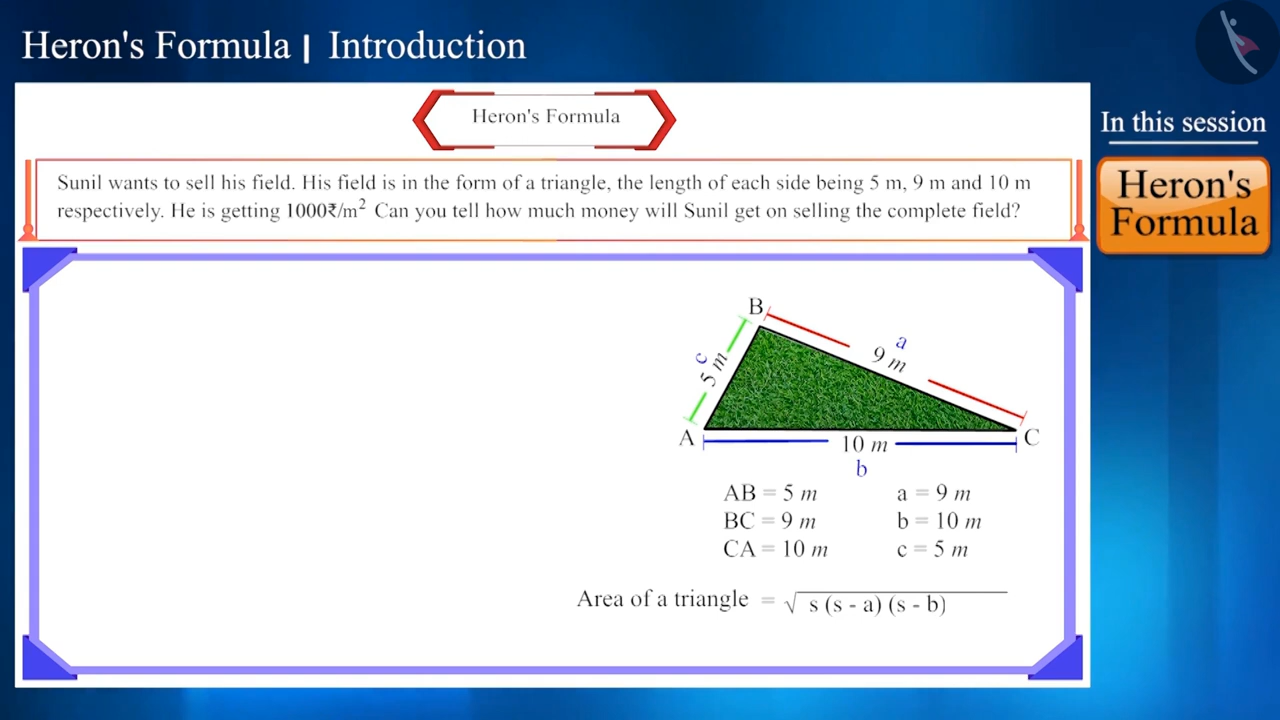 Heron's Formula | Introduction
In this session
Heron's
Formula
Heron's Formula
Sunil wants to sell his field. His field is in the form of a triangle, the length of each side being 5 m, 9 m and 10 m
respectively. He is getting 1000₹/m² Can you tell how much money will Sunil get on selling the complete field?
B
a
9 m
c
5 m
A
C
10 m
b
AB = 5 m a = 9 m
BC = 9 m b = 10 m
CA = 10 m c = 5 m
Area of a triangle = √ s (s - a) (s - b)